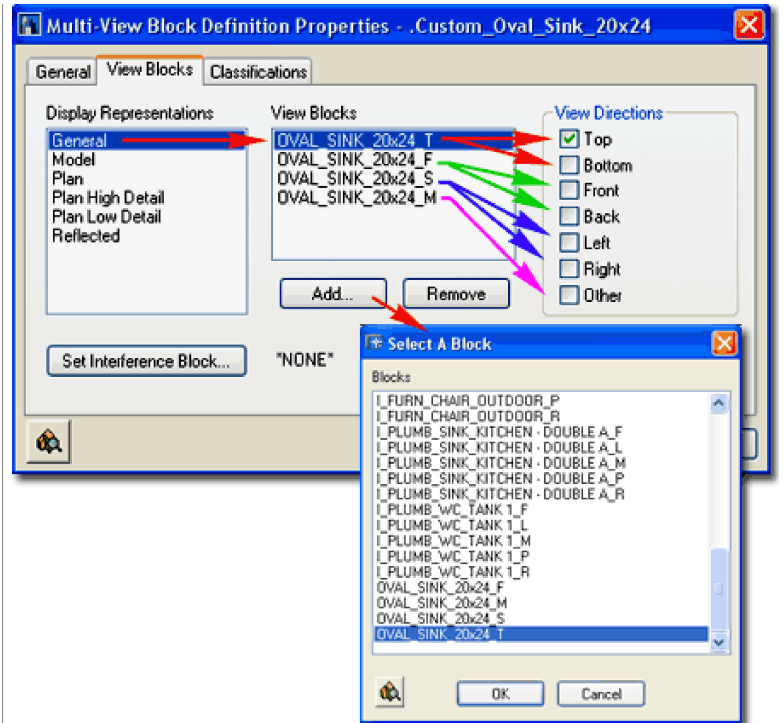 Multi-View Block Definition Properties - .Custom_Oval_Sink_20x24
General View Blocks Classifications
Display Representations
General
Model
Plan
Plan High Detail
Plan Low Detail
Reflected
View Blocks
OVAL_SINK_20x24_T
OVAL_SINK_20x24_F
OVAL_SINK_20x24_S
OVAL_SINK_20x24_M
View Directions
Top
Bottom
Front
Back
Left
Right
Other
Add... Remove
Set Interference Block... *NONE*
Select A Block
Blocks
I_FURN_CHAIR_OUTDOOR_P
I_FURN_CHAIR_OUTDOOR_R
I_PLUMB_SINK_KITCHEN - DOUBLE A_F
I_PLUMB_SINK_KITCHEN - DOUBLE A_L
I_PLUMB_SINK_KITCHEN - DOUBLE A_M
I_PLUMB_SINK_KITCHEN - DOUBLE A_P
I_PLUMB_SINK_KITCHEN - DOUBLE A_R
I_PLUMB_WC_TANK 1_F
I_PLUMB_WC_TANK 1_L
I_PLUMB_WC_TANK 1_M
I_PLUMB_WC_TANK 1_P
I_PLUMB_WC_TANK 1_R
OVAL_SINK_20x24_F
OVAL_SINK_20x24_M
OVAL_SINK_20x24_S
OVAL_SINK_20x24_T
OK Cancel